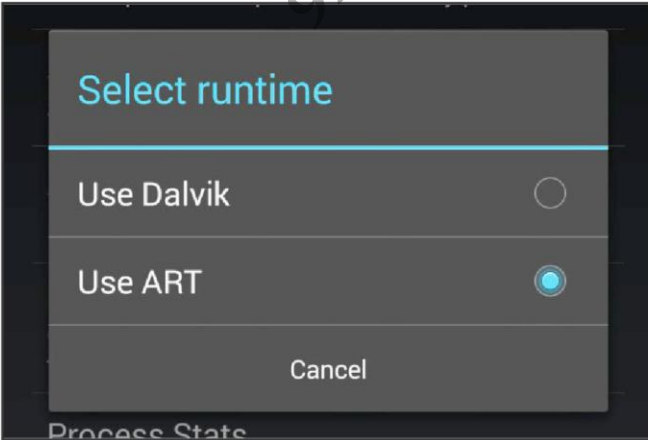 Select runtime
Use Dalvik
Use ART
Cancel
Process Stats